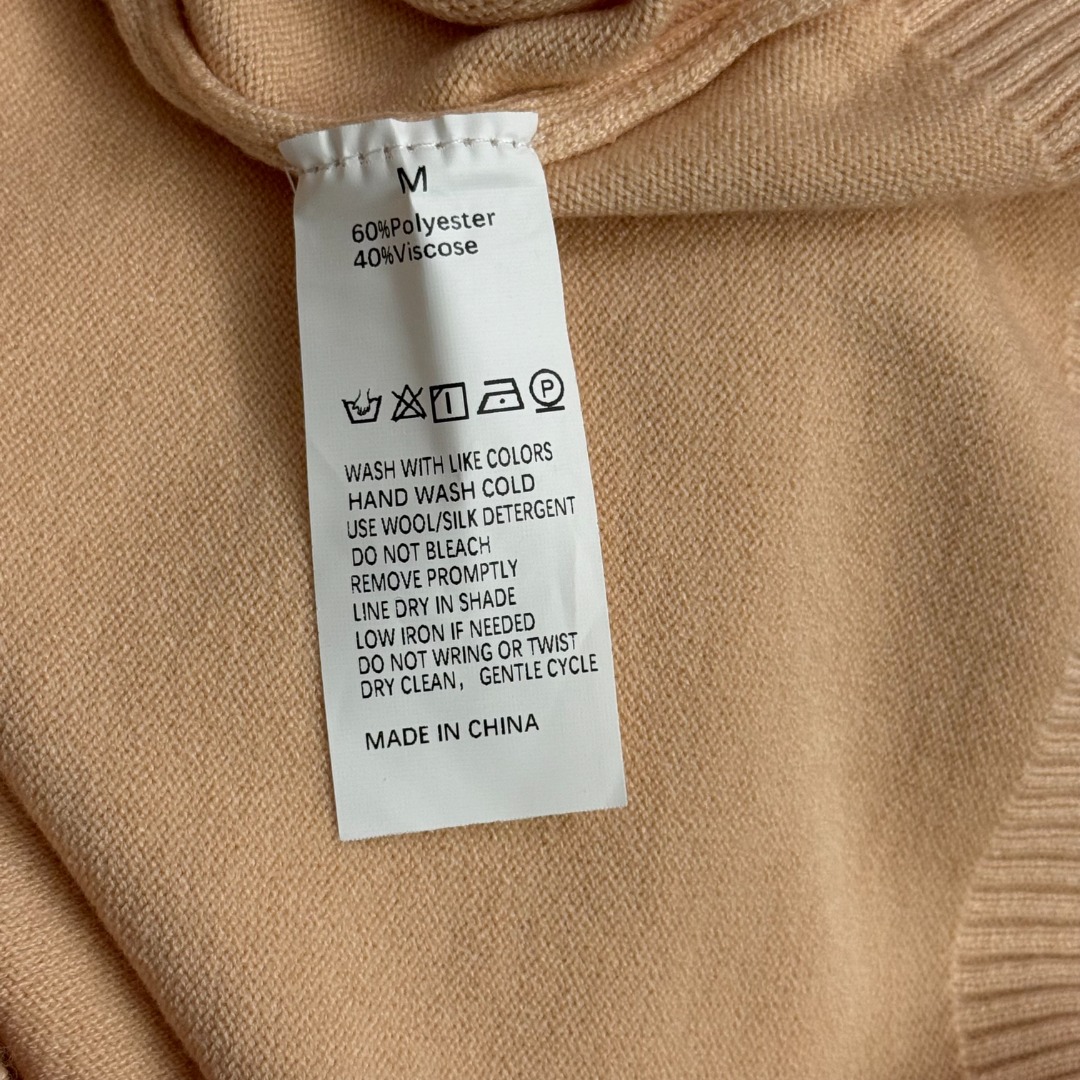 M
60%Polyester
40%Viscose
P
WASH WITH LIKE COLORS
HAND WASH COLD
USE WOOL/SILK DETERGENT
DO NOT BLEACH
REMOVE PROMPTLY
LINE DRY IN SHADE
LOW IRON IF NEEDED
DO NOT WRING OR TWIST
DRY CLEAN, GENTLE CYCLE
MADE IN CHINA